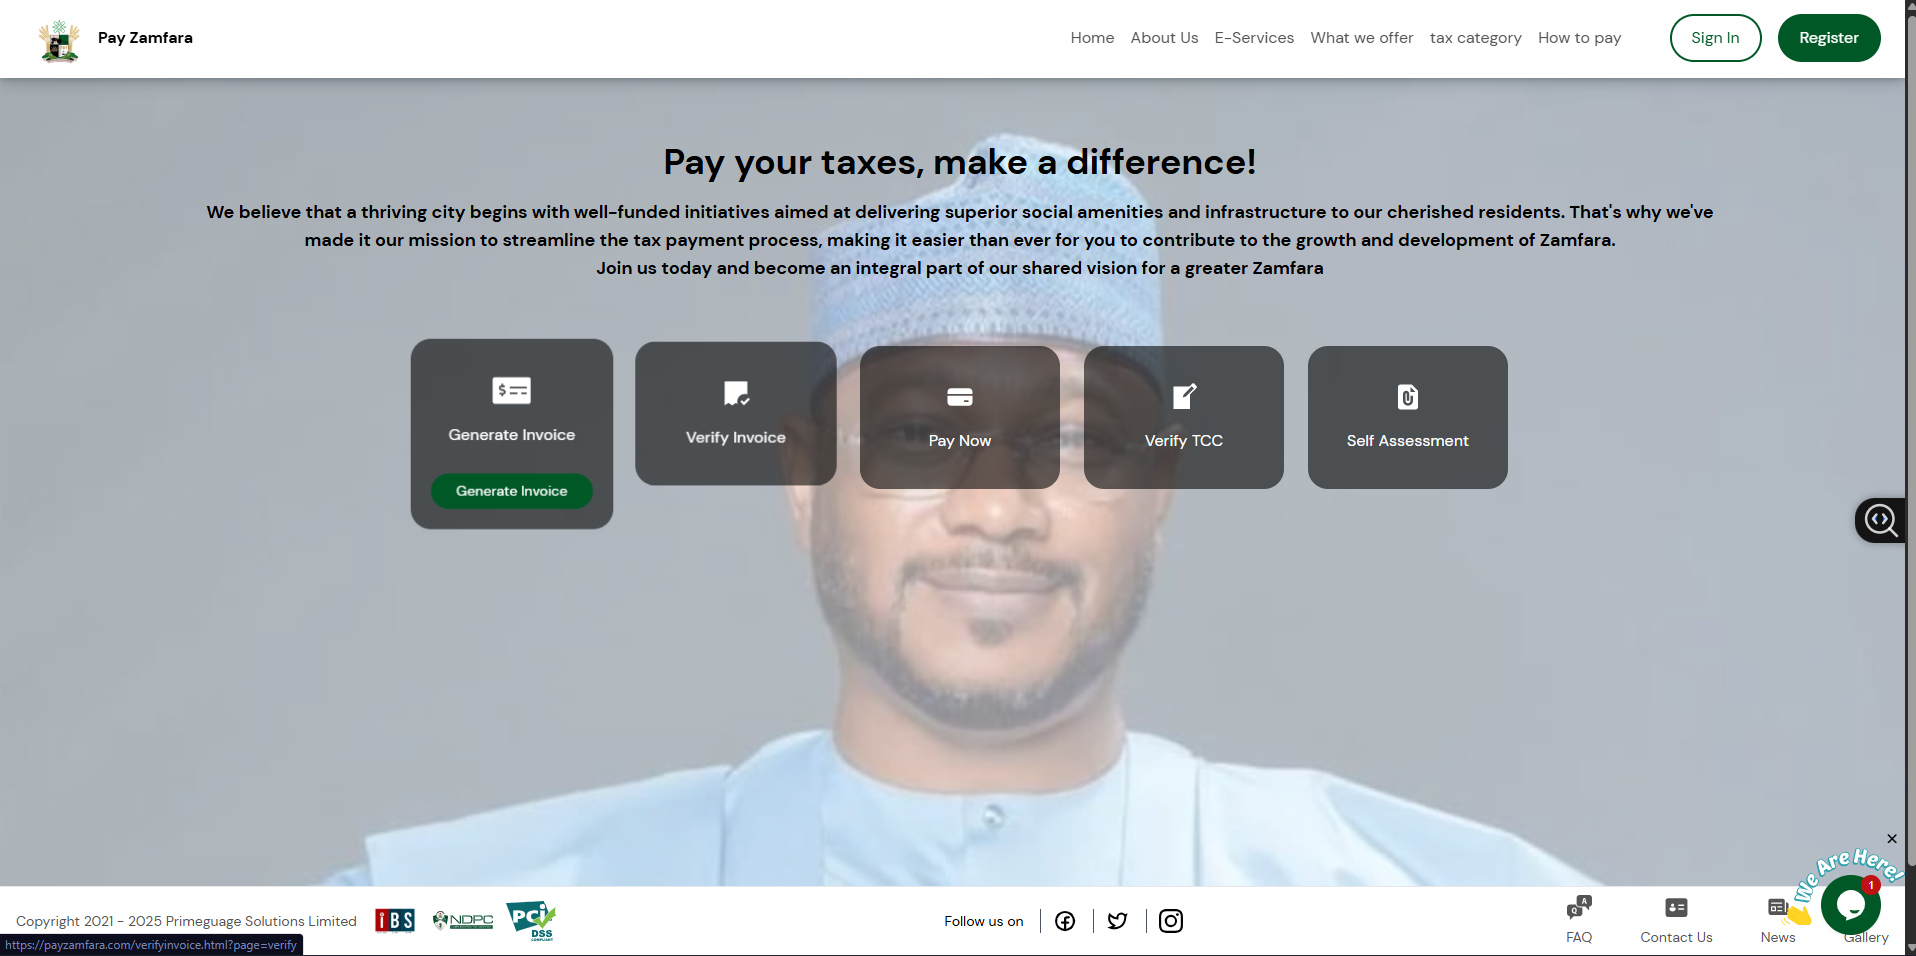 Pay Zamfara
Home
About Us
E-Services
What we offer
tax category
How to pay
Sign In
Register
Pay your taxes, make a difference!
We believe that a thriving city begins with well-funded initiatives aimed at delivering superior social amenities and infrastructure to our cherished residents. That's why we've
made it our mission to streamline the tax payment process, making it easier than ever for you to contribute to the growth and development of Zamfara.
Join us today and become an integral part of our shared vision for a greater Zamfara
$
Generate Invoice
Generate Invoice
Verify Invoice
Pay Now
Verify TCC
Self Assessment
We Are Here!
1
Copyright 2021 - 2025 Primeguage Solutions Limited
iBS
NDPC
PCi
DSS
COMPLIANT
Follow us on
Q A
FAQ
Contact Us
News
Gallery
https://payzamfara.com/verifyinvoice.html?page=verify